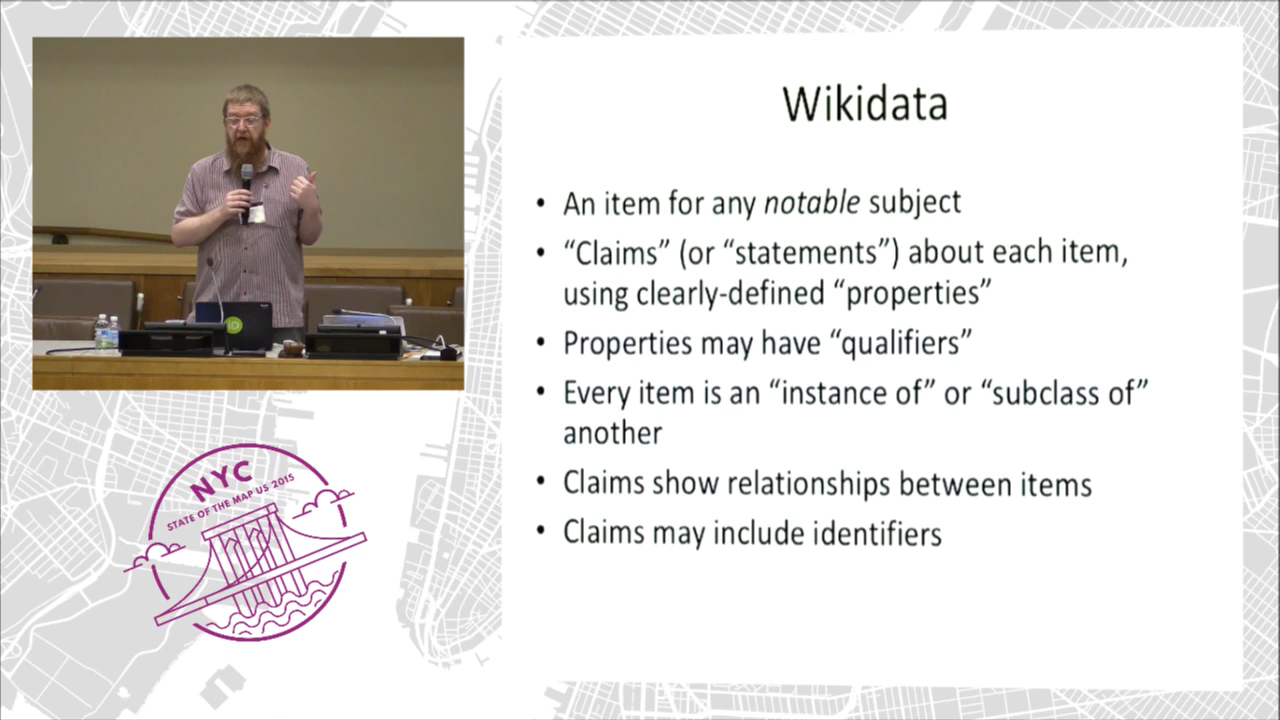 Wikidata
• An item for any notable subject
• “Claims” (or “statements”) about each item,
using clearly-defined “properties”
• Properties may have “qualifiers”
• Every item is an “instance of” or “subclass of”
another
• Claims show relationships between items
• Claims may include identifiers
iD
NYC
STATE OF THE MAP US 2015